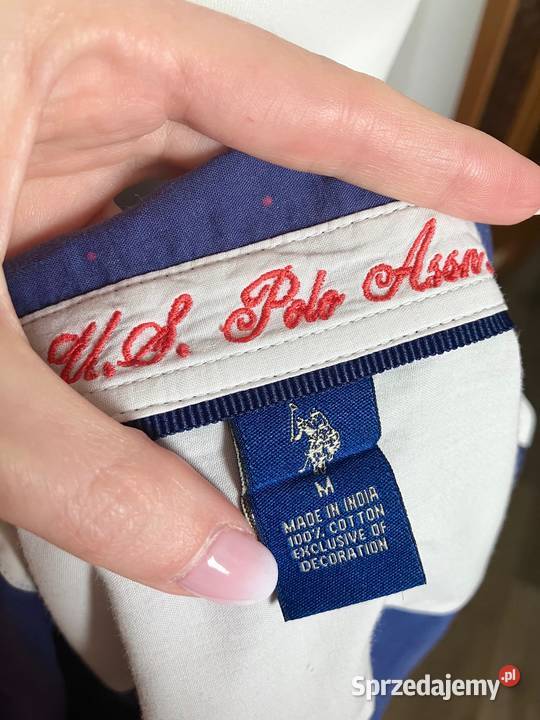 U.S. Polo Assn.
M
MADE IN INDIA
100% COTTON
EXCLUSIVE OF
DECORATION
Sprzedajemy.pl